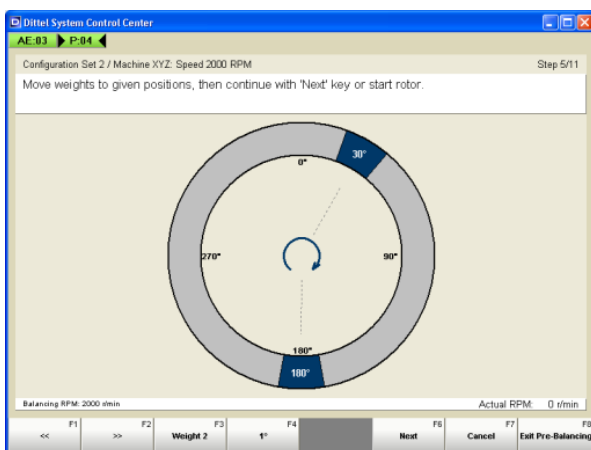 Dittel System Control Center
AE:03 P:04
Configuration Set 2 / Machine XYZ: Speed 2000 RPM Step 5/11
Move weights to given positions, then continue with 'Next' key or start rotor.
30°
0°
270° 90°
180°
180°
Balancing RPM: 2000 r/min Actual RPM: 0 r/min
F1 F2 F3 F4 F6 F7 F8
<< >> Weight 2 1° Next Cancel Exit Pre-Balancing